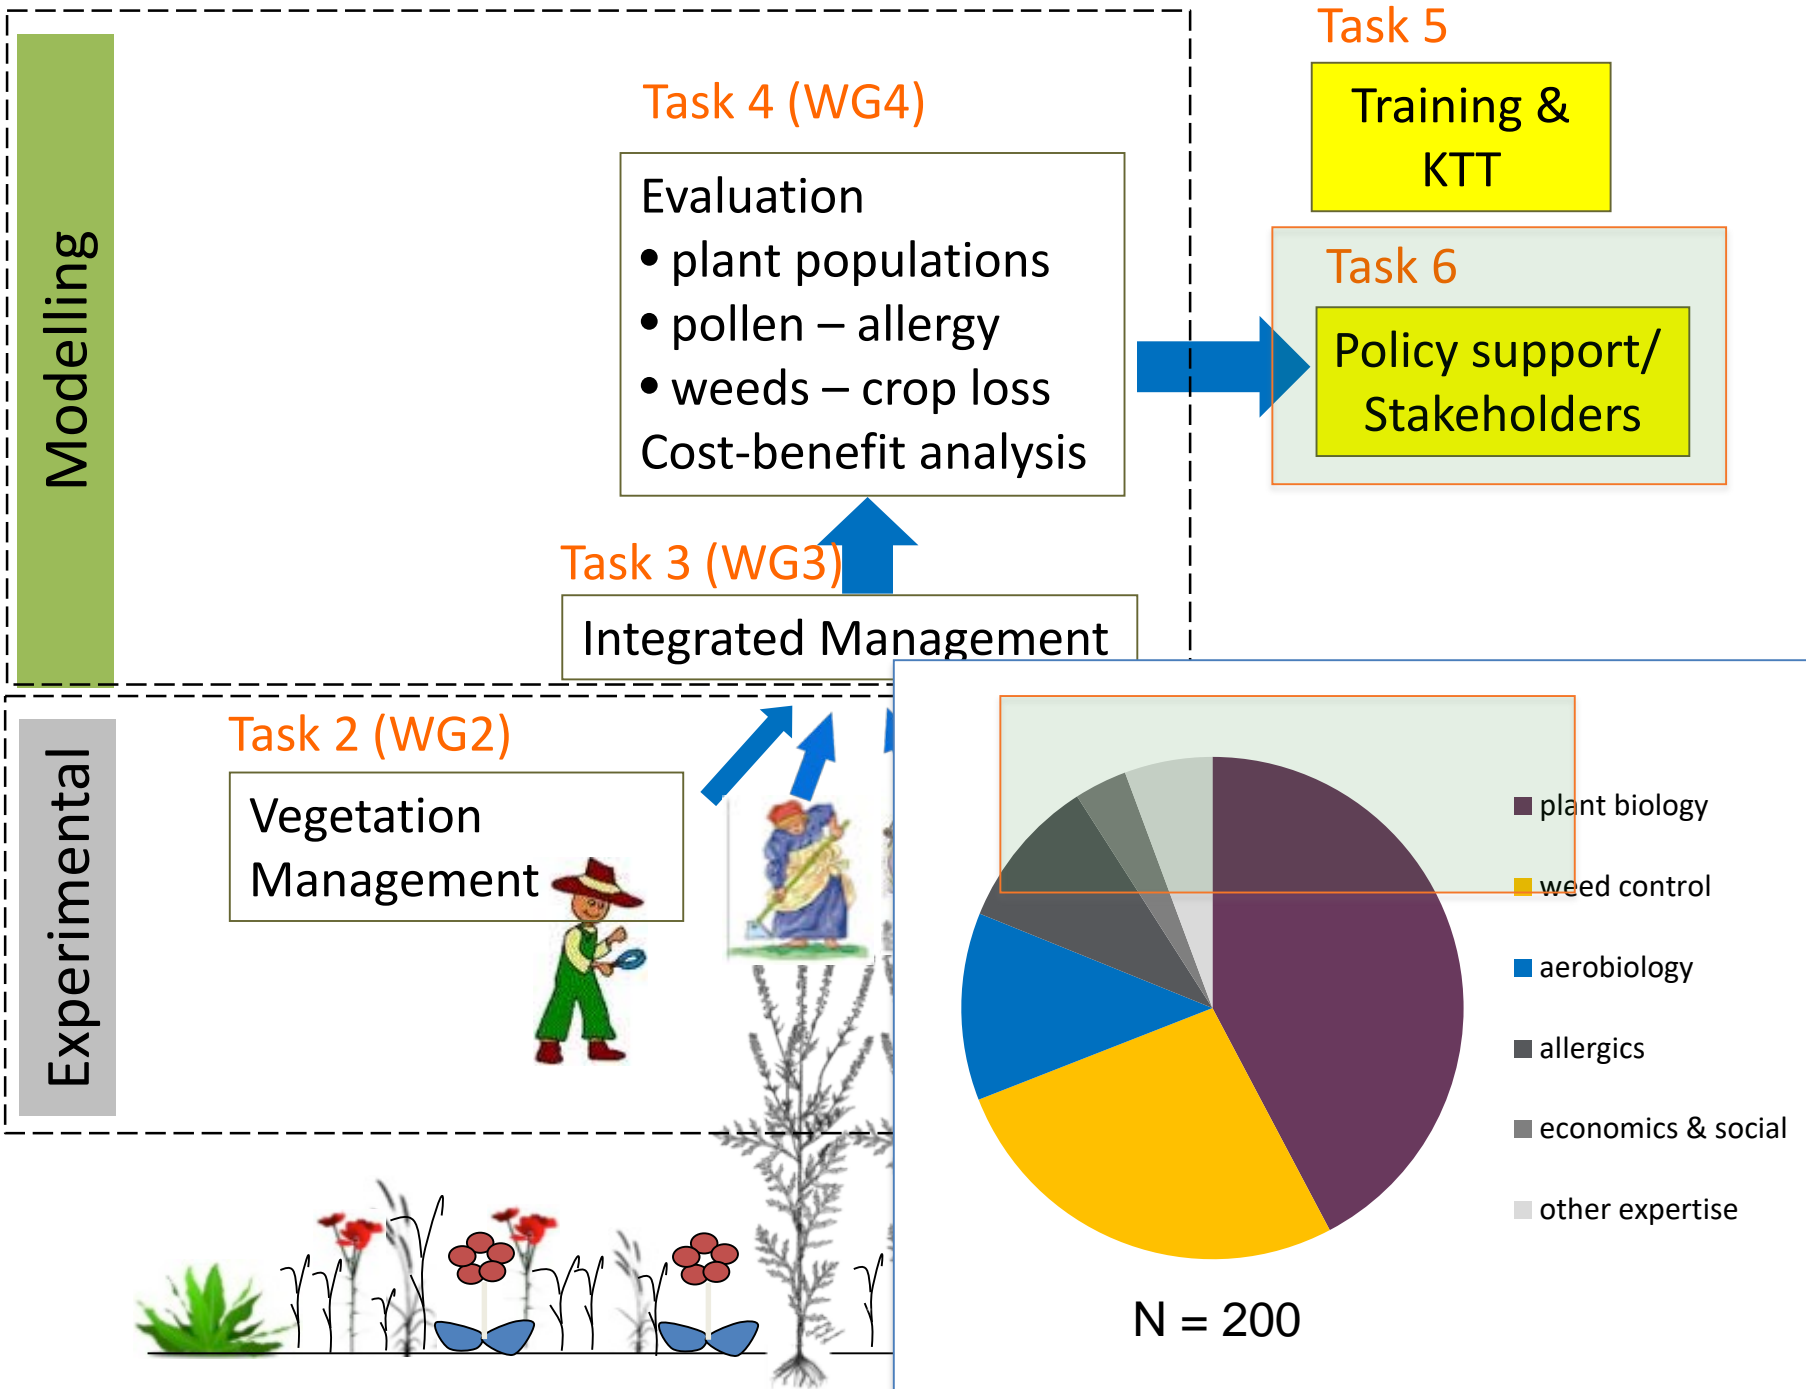 Task 5
Training &
KTT
Task 4 (WG4)
Evaluation
• plant populations
• pollen – allergy
• weeds – crop loss
Cost-benefit analysis
Task 6
Policy support/
Stakeholders
Modelling
Task 3 (WG3)
Integrated Management
Experimental
Task 2 (WG2)
Vegetation
Management
plant biology
weed control
aerobiology
allergics
economics & social
other expertise
N = 200